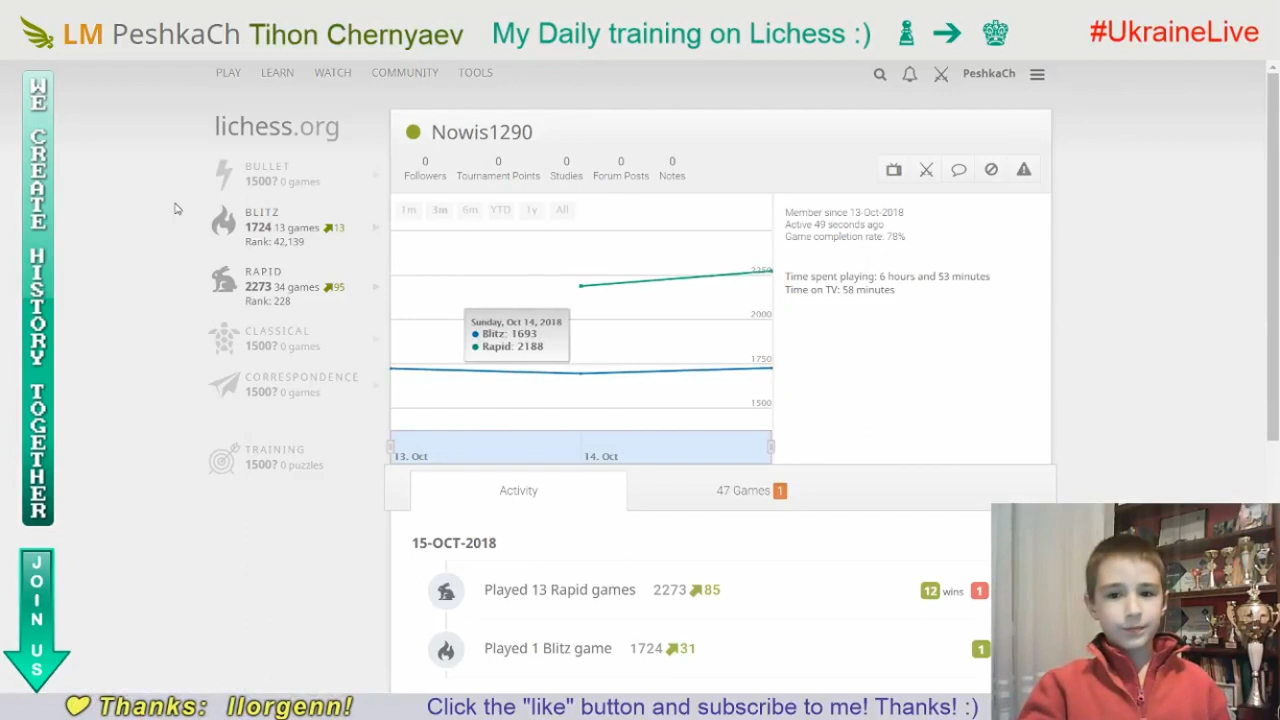 LM PeshkaCh Tihon Chernyaev
My Daily training on Lichess :)
#UkraineLive
WE CREATE HISTORY TOGETHER
JOIN US
PLAY LEARN WATCH COMMUNITY TOOLS
PeshkaCh
lichess.org
BULLET
1500? 0 games
BLITZ
1724 13 games 13
Rank: 42,139
RAPID
2273 34 games 95
Rank: 228
CLASSICAL
1500? 0 games
CORRESPONDENCE
1500? 0 games
TRAINING
1500? 0 puzzles
Nowis1290
0 0 0 0 0
Followers Tournament Points Studies Forum Posts Notes
1m 3m 6m YTD 1y All
2250
2000
1750
1500
Sunday, Oct 14, 2018
Blitz: 1693
Rapid: 2188
13. Oct 14. Oct
Member since 13-Oct-2018
Active 49 seconds ago
Game completion rate: 78%
Time spent playing: 6 hours and 53 minutes
Time on TV: 58 minutes
Activity
47 Games 1
15-OCT-2018
Played 13 Rapid games 2273 85 12 wins 1
Played 1 Blitz game 1724 31 1
Thanks: llorgenn!
Click the "like" button and subscribe to me! Thanks! :)